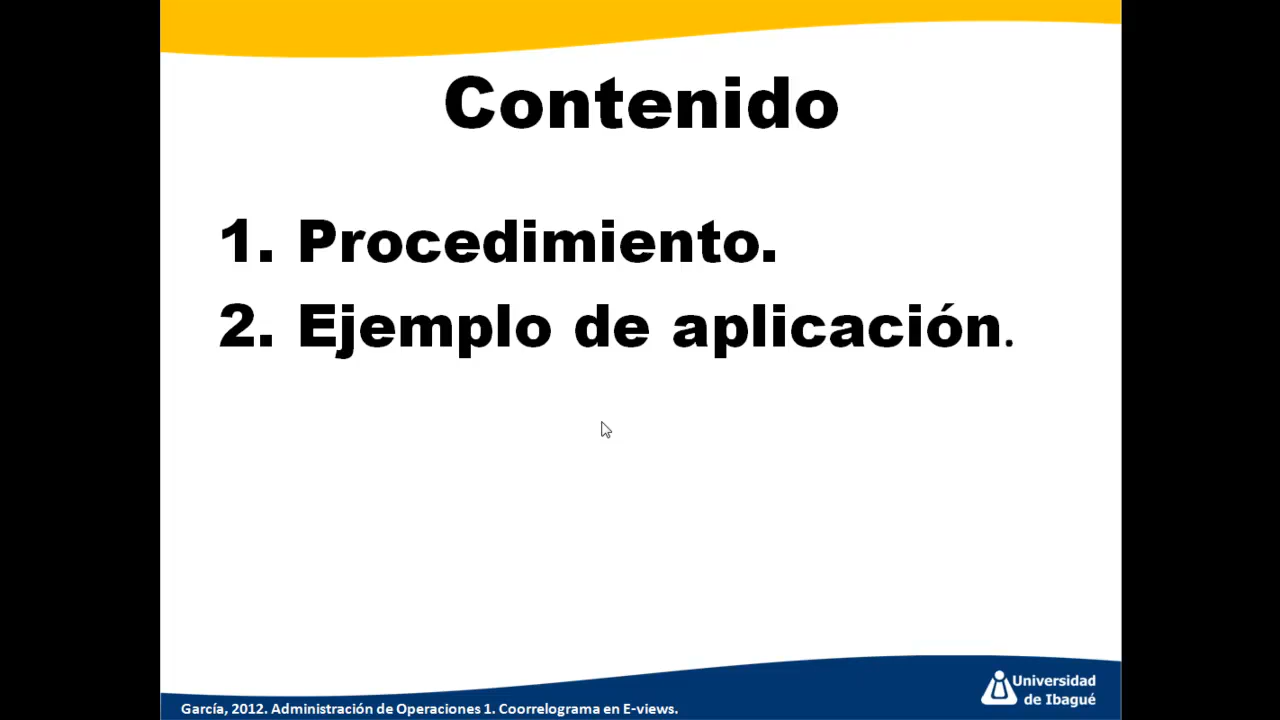 Contenido
1. Procedimiento.
2. Ejemplo de aplicación.
Universidad
de Ibagué
García, 2012. Administración de Operaciones 1. Coorrelograma en E-views.